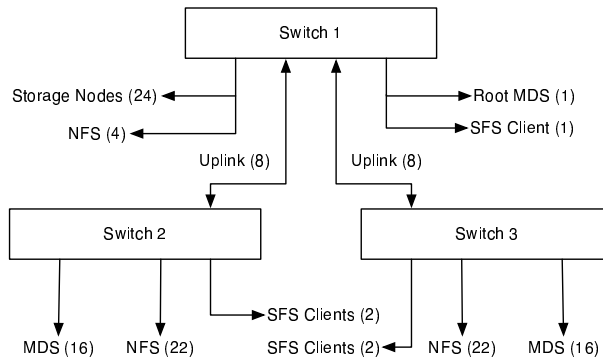 Switch 1
Storage Nodes (24)
Root MDS (1)
NFS (4)
SFS Client (1)
Uplink (8)
Uplink (8)
Switch 2
Switch 3
SFS Clients (2)
MDS (16)
NFS (22)
SFS Clients (2)
NFS (22)
MDS (16)